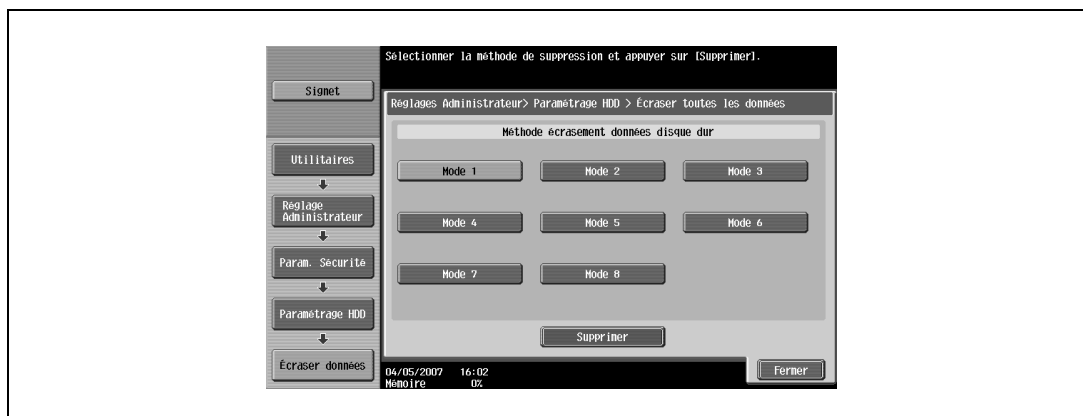 Sélectionner la méthode de suppression et appuyer sur [Supprimer].
Signet
Réglages Administrateur> Paramétrage HDD > Écraser toutes les données
Méthode écrasement données disque dur
Utilitaires
Mode 1
Mode 2
Mode 3
Réglage
Administrateur
Mode 4
Mode 5
Mode 6
Param. Sécurité
Mode 7
Mode 8
Paramétrage HDD
Supprimer
Écraser données
04/05/2007 16:02
Mémoire 0%
Fermer